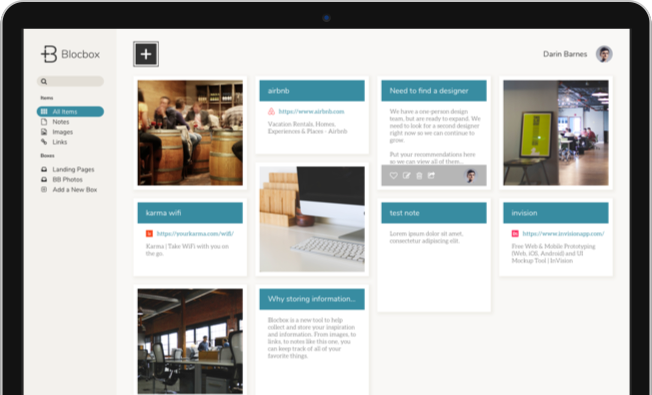 Blocbox
Darin Barnes
Items
All Items
Notes
Images
Links
Boxes
Landing Pages
BB Photos
Add a New Box
airbnb
https://www.airbnb.com
Vacation Rentals, Homes,
Experiences & Places - Airbnb
Need to find a designer
We have a one-person design
team, but are ready to expand. We
need to look for a second designer
right now so we can continue to
grow.
Put your recommendations here
so we can view all of them...
karma wifi
https://yourkarma.com/wifi/
Karma | Take WiFi with you on
the go.
test note
Lorem ipsum dolor sit amet,
consectetur adipiscing elit.
invision
https://www.invisionapp.com/
Free Web & Mobile Prototyping
(Web, iOS, Android) and UI
Mockup Tool | InVision
Why storing information...
Blocbox is a new tool to help
collect and store your inspiration
and information. From images, to
links, to notes like this one, you
can keep track of all of your
favorite things.